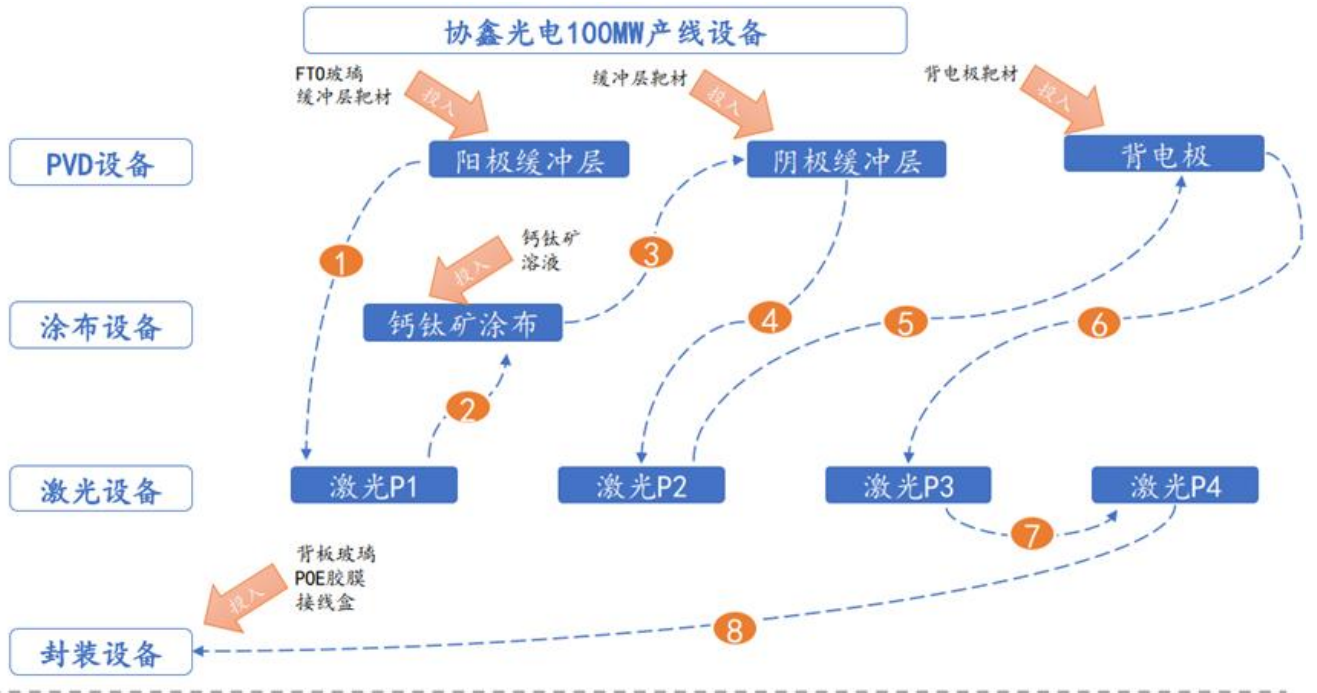 协鑫光电100MW产线设备
FTO玻璃
缓冲层靶材
投入
缓冲层靶材
投入
背电极靶材
投入
PVD设备
阳极缓冲层
阴极缓冲层
背电极
1
3
钙钛矿
溶液
投入
涂布设备
钙钛矿涂布
4
5
6
2
激光设备
激光P1
激光P2
激光P3
激光P4
7
背板玻璃
POE胶膜
接线盒
投入
8
封装设备